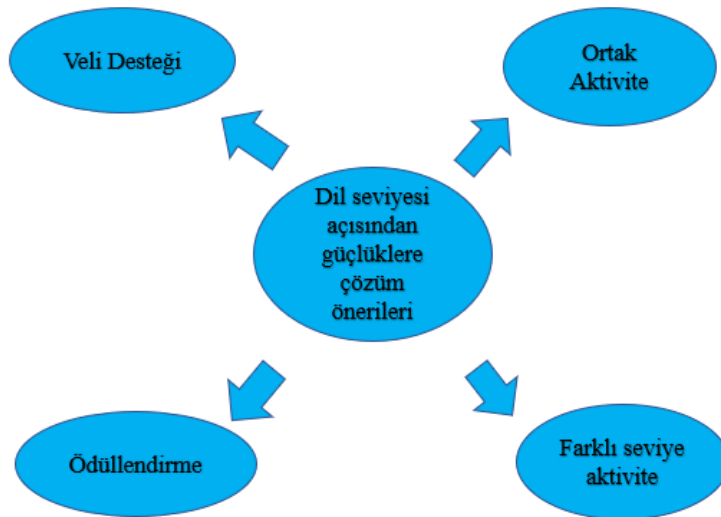 Veli Desteği
Ortak
Aktivite
Dil seviyesi
açısından
güçlüklere
çözüm
önerileri
Ödüllendirme
Farklı seviye
aktivite